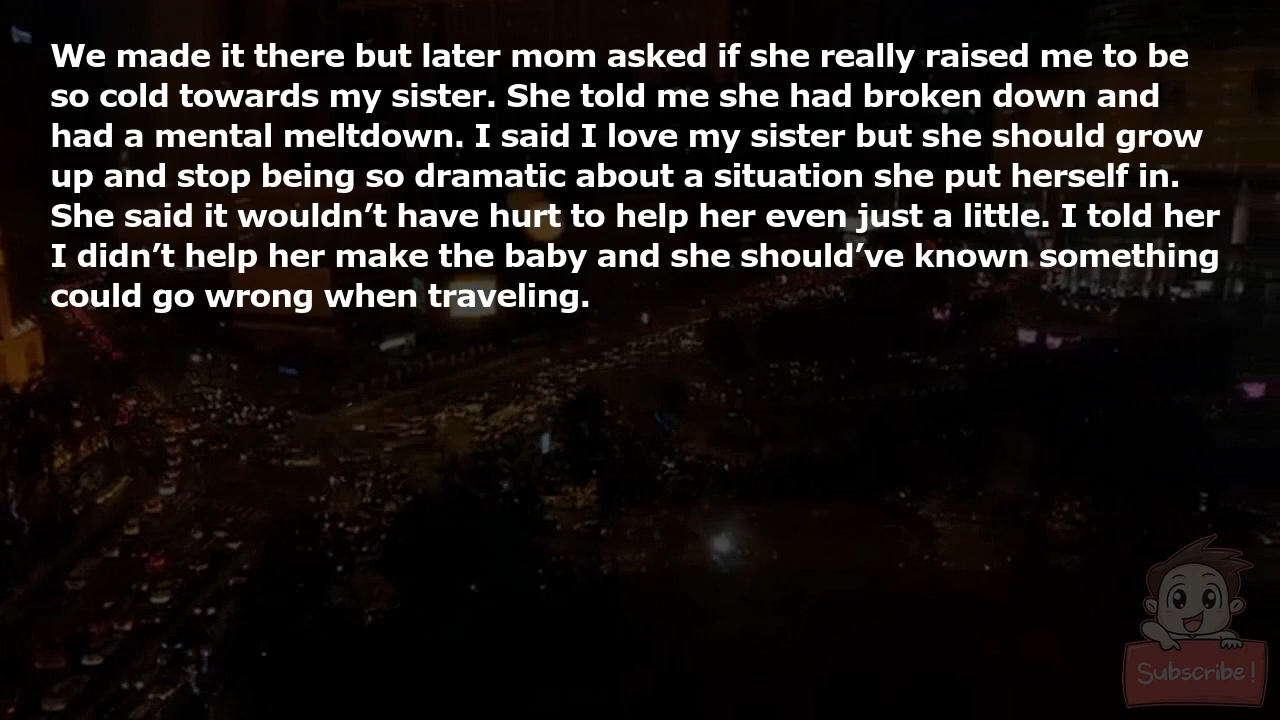 We made it there but later mom asked if she really raised me to be
so cold towards my sister. She told me she had broken down and
had a mental meltdown. I said I love my sister but she should grow
up and stop being so dramatic about a situation she put herself in.
She said it wouldn’t have hurt to help her even just a little. I told her
I didn’t help her make the baby and she should’ve known something
could go wrong when traveling.
Subscribe!